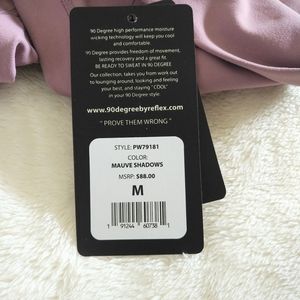 90 Degree high performance moisture
wicking technology will keep you cool
and comfortable.
90 Degree provides freedom of movement,
lasting recovery and a great fit.
BE READY TO SWEAT IN 90 DEGREE
Our collection, takes you from work out
to lounging around, looking and feeling
your best, and staying "COOL"
in your 90 Degree style.
www.90degreebyreflex.com
" PROVE THEM WRONG "
STYLE: PW79181
COLOR:
MAUVE SHADOWS
MSRP: $88.00
M
1 91244 60738 1